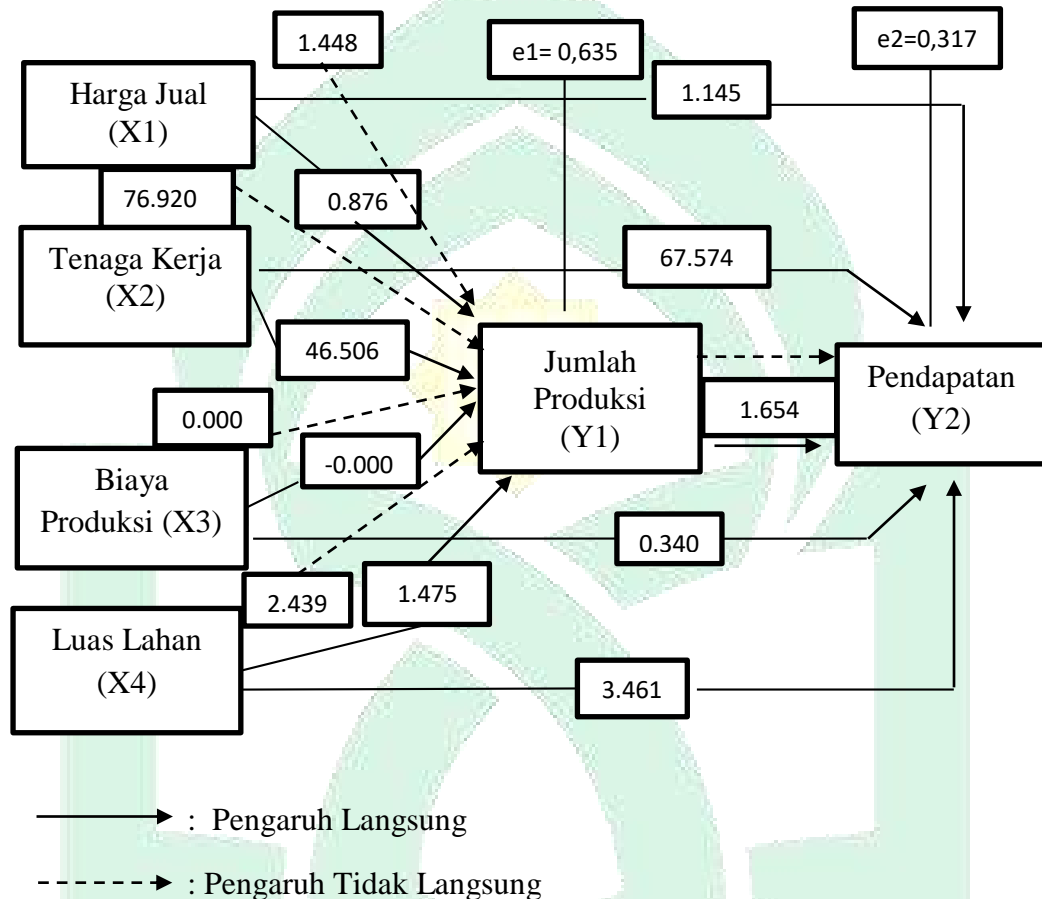 1.448
e1= 0,635
e2=0,317
Harga Jual
(X1)
1.145
76.920
0.876
Tenaga Kerja
(X2)
67.574
46.506
Jumlah
Produksi
(Y1)
Pendapatan
(Y2)
1.654
0.000
-0.000
Biaya
Produksi (X3)
0.340
2.439
1.475
Luas Lahan
(X4)
3.461
: Pengaruh Langsung
: Pengaruh Tidak Langsung